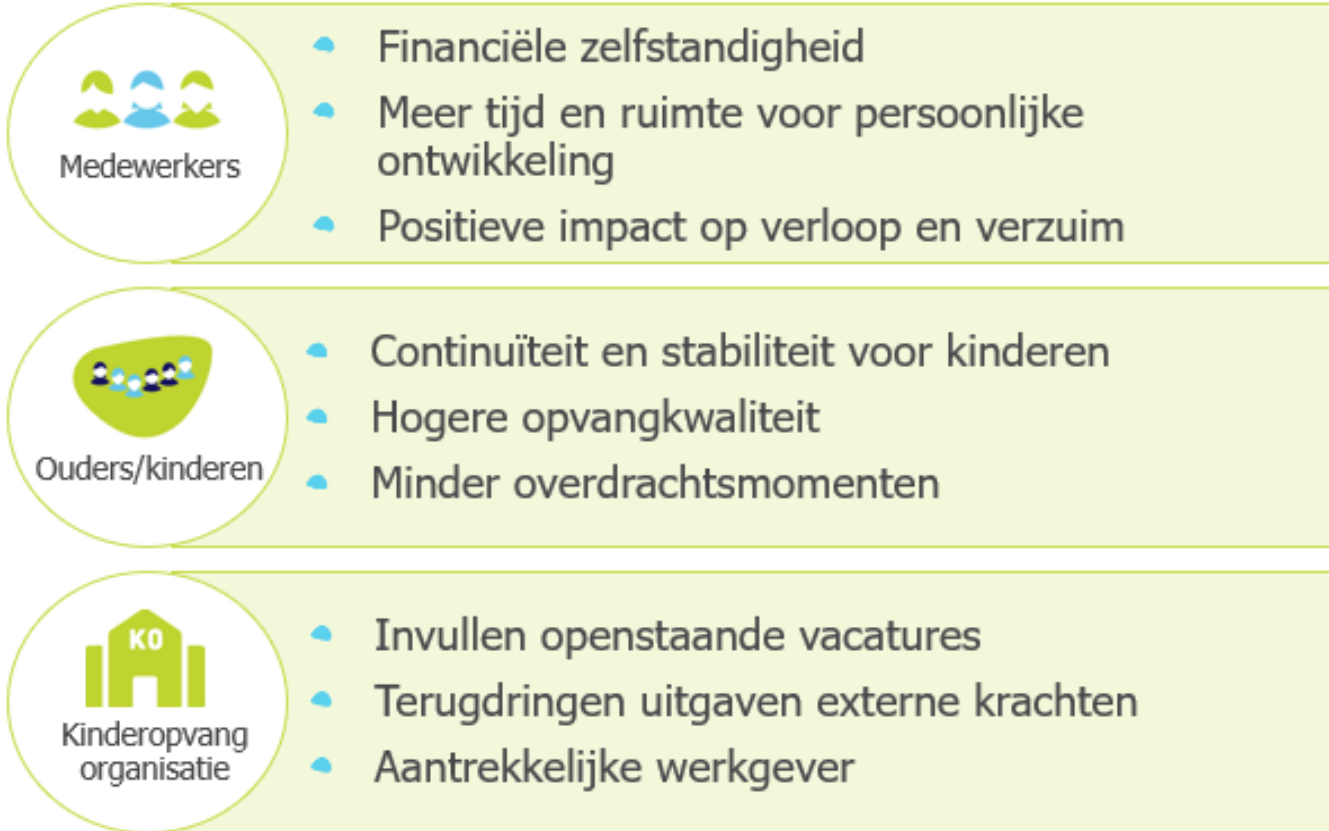 Medewerkers
Financiële zelfstandigheid
Meer tijd en ruimte voor persoonlijke
ontwikkeling
Positieve impact op verloop en verzuim
Ouders/kinderen
Continuïteit en stabiliteit voor kinderen
Hogere opvangkwaliteit
Minder overdrachtsmomenten
KO
Kinderopvang
organisatie
Invullen openstaande vacatures
Terugdringen uitgaven externe krachten
Aantrekkelijke werkgever